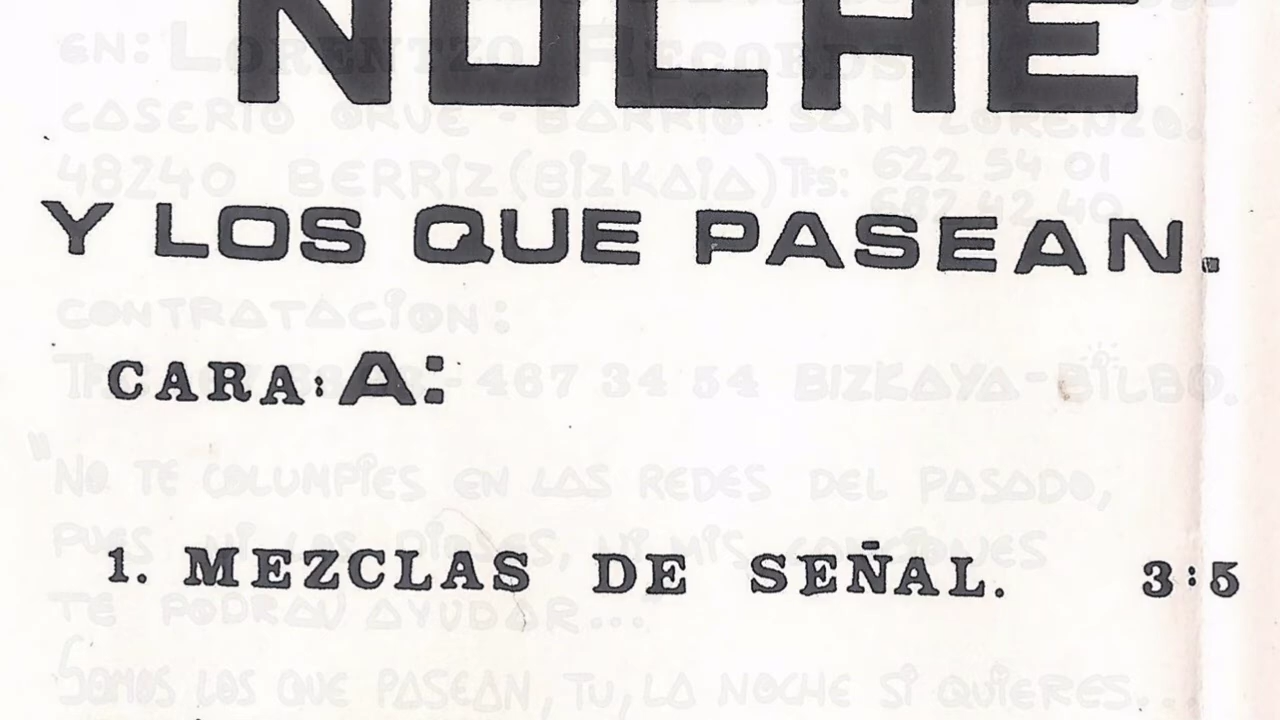 NOCHE
EN: LORENTZO RECORDS
CASERIO ORUE - BARRIO SAN LORENZO.
48240 BERRIZ (BIZKAIA) TFS: 622 54 01
682 42 40
Y LOS QUE PASEAN.
CONTRATACION:
CARA: A:
467 34 54 BIZKAYA - BILBO.
"NO TE COLUMPIES EN LAS REDES DEL PASADO,
PUES NI LOS DIOSES, NI MIS CANCIONES
1. MEZCLAS DE SEÑAL. 3:5
TE PODRAN AYUDAR...
SOMOS LOS QUE PASEAN, TU, LA NOCHE SI QUIERES...